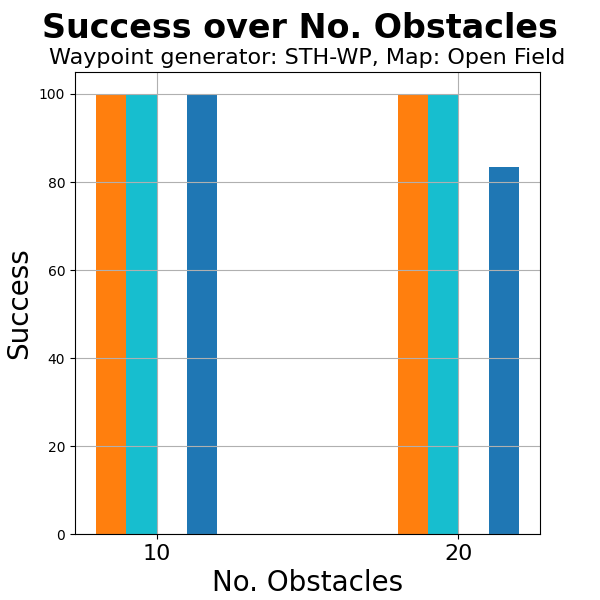 Success over No. Obstacles
Waypoint generator: STH-WP, Map: Open Field
100
80
60
40
20
0
Success
10 20
No. Obstacles